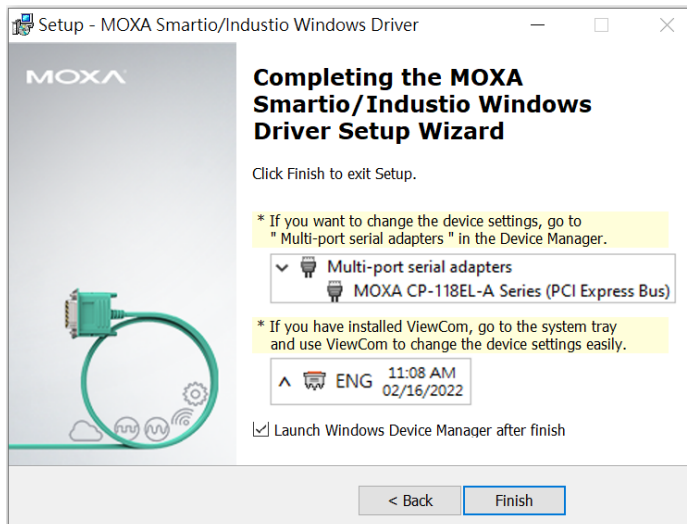 Setup - MOXA Smartio/Industio Windows Driver
MOXA
Completing the MOXA
Smartio/Industio Windows
Driver Setup Wizard
Click Finish to exit Setup.
* If you want to change the device settings, go to
" Multi-port serial adapters " in the Device Manager.
Multi-port serial adapters
MOXA CP-118EL-A Series (PCI Express Bus)
* If you have installed ViewCom, go to the system tray
and use ViewCom to change the device settings easily.
ENG 11:08 AM
02/16/2022
Launch Windows Device Manager after finish
< Back Finish